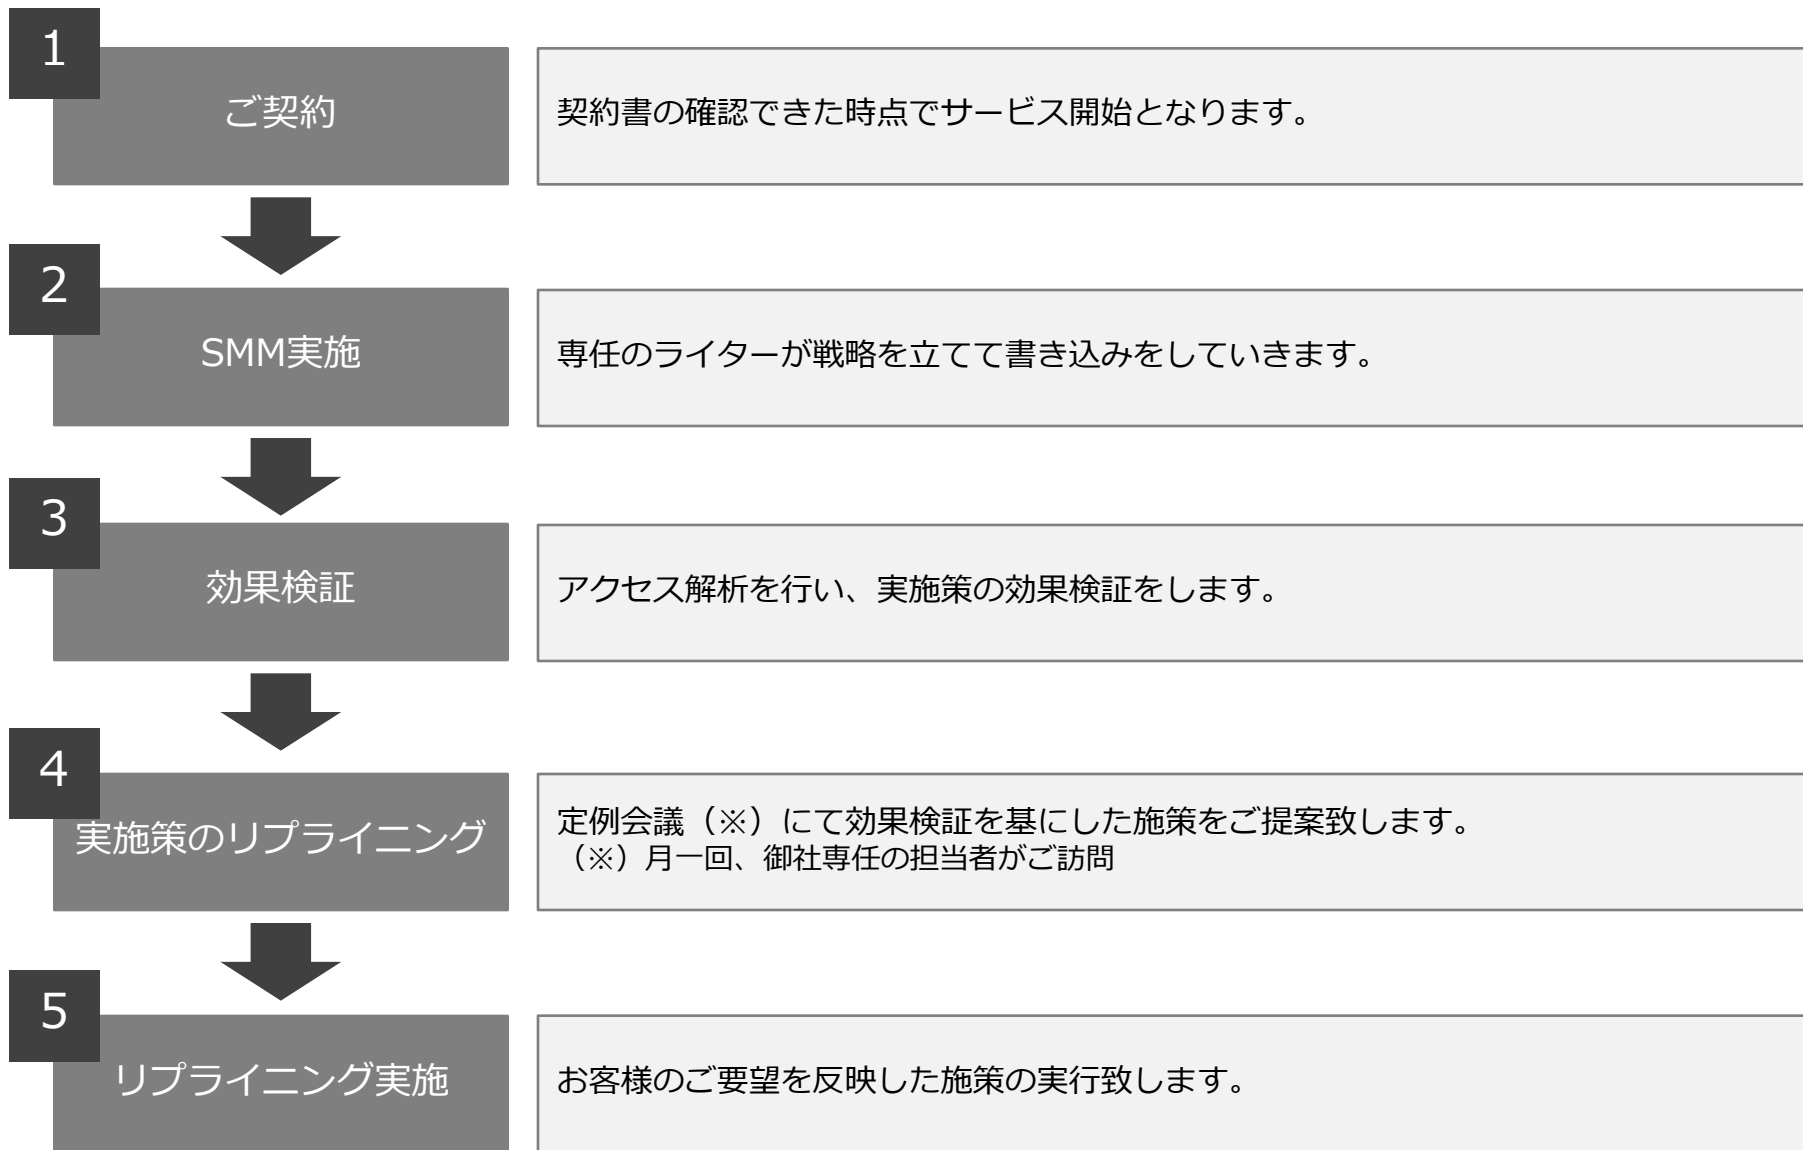 1
ご契約
契約書の確認できた時点でサービス開始となります。
2
SMM実施
専任のライターが戦略を立てて書き込みをしていきます。
3
効果検証
アクセス解析を行い、実施策の効果検証をします。
4
実施策のリプライニング
定例会議（※）にて効果検証を基にした施策をご提案致します。
（※）月一回、御社専任の担当者がご訪問
5
リプライニング実施
お客様のご要望を反映した施策の実行致します。